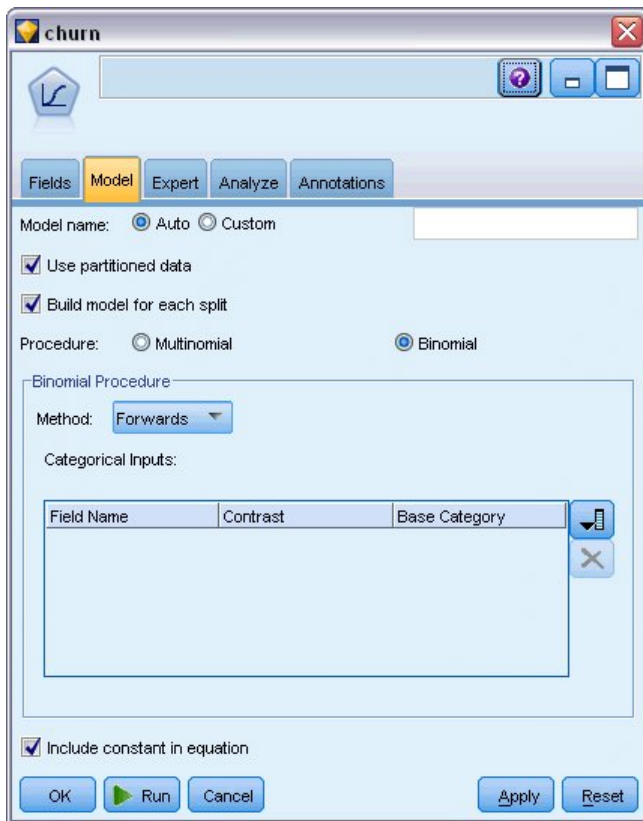 churn
Fields Model Expert Analyze Annotations
Model name: Auto Custom
Use partitioned data
Build model for each split
Procedure: Multinomial Binomial
Binomial Procedure
Method: Forwards
Categorical Inputs:
Field Name Contrast Base Category
Include constant in equation
OK Run Cancel Apply Reset